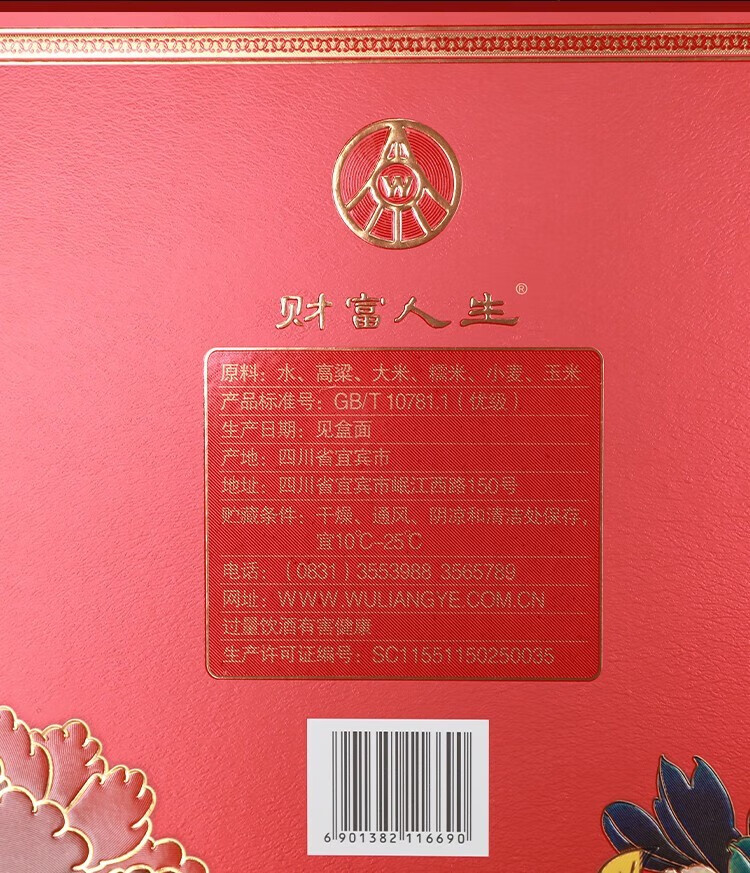 W
财富人生®
原料：水、高粱、大米、糯米、小麦、玉米
产品标准号：GB/T 10781.1（优级）
生产日期：见盒面
产地：四川省宜宾市
地址：四川省宜宾市岷江西路150号
贮藏条件：干燥、通风、阴凉和清洁处保存，
宜10℃-25℃
电话：（0831）3553988 3565789
网址：WWW.WULIANGYE.COM.CN
过量饮酒有害健康
生产许可证编号：SC11551150250035
6 901382 116690